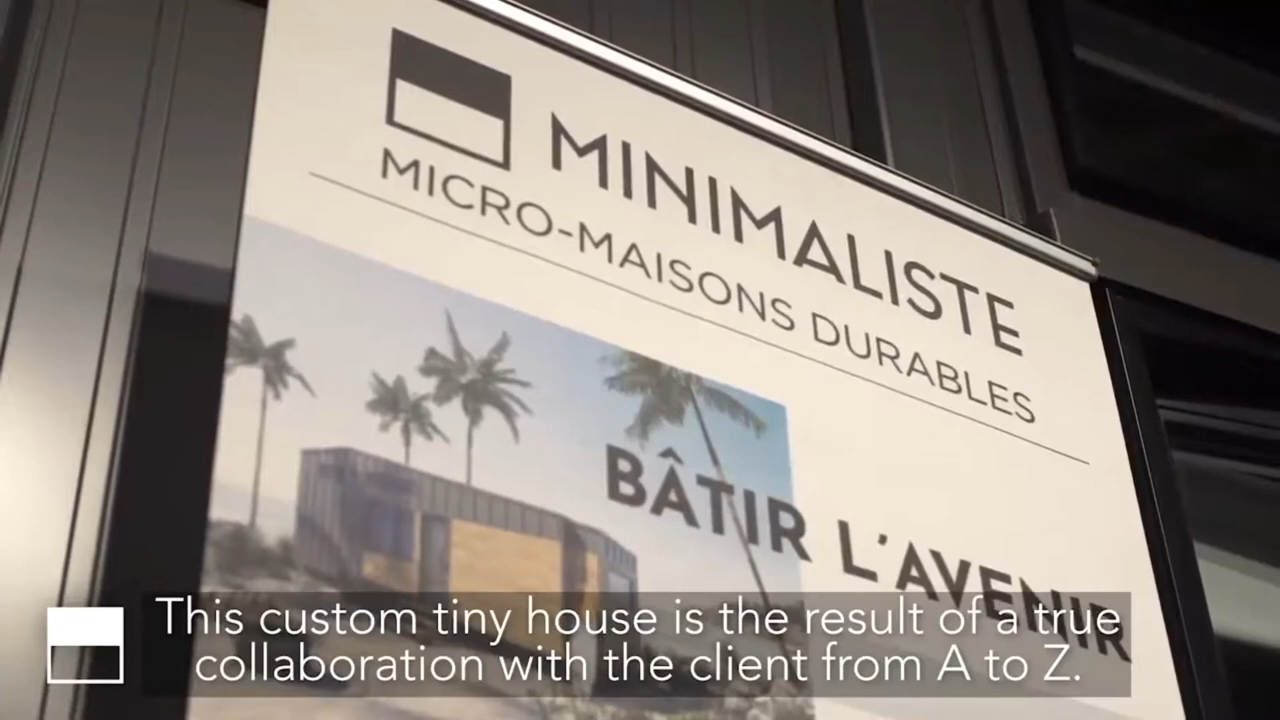 MINIMALISTE
MICRO-MAISONS DURABLES
BÂTIR L'AVENIR
This custom tiny house is the result of a true
collaboration with the client from A to Z.